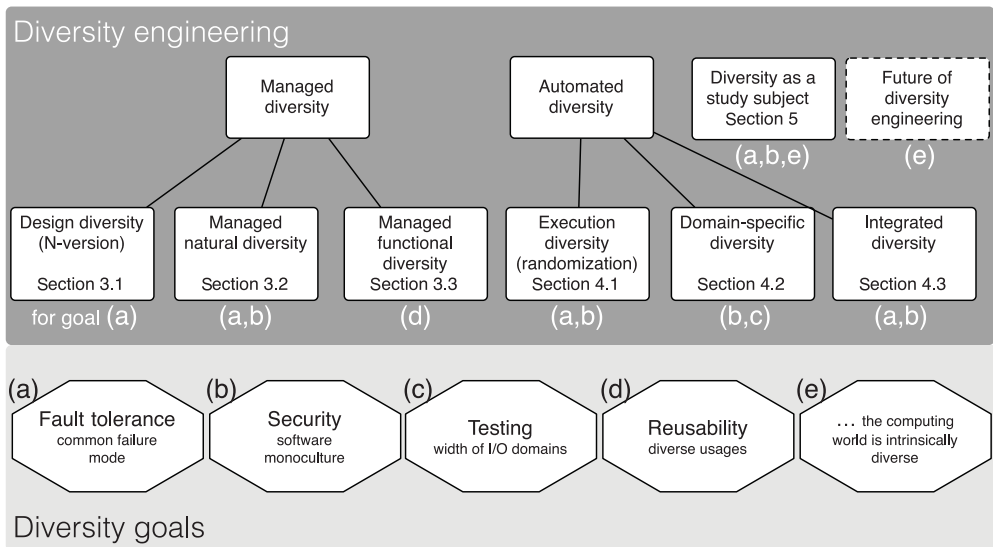 Diversity engineering
Managed
diversity
Automated
diversity
Diversity as a
study subject
Section 5
(a,b,e)
Future of
diversity
engineering
(e)
Design diversity
(N-version)
Section 3.1
for goal (a)
Managed
natural diversity
Section 3.2
(a,b)
Managed
functional
diversity
Section 3.3
(d)
Execution
diversity
(randomization)
Section 4.1
(a,b)
Domain-specific
diversity
Section 4.2
(b,c)
Integrated
diversity
Section 4.3
(a,b)
(a)
Fault tolerance
common failure
mode
(b)
Security
software
monoculture
(c)
Testing
width of I/O domains
(d)
Reusability
diverse usages
(e)
... the computing
world is intrinsically
diverse
Diversity goals